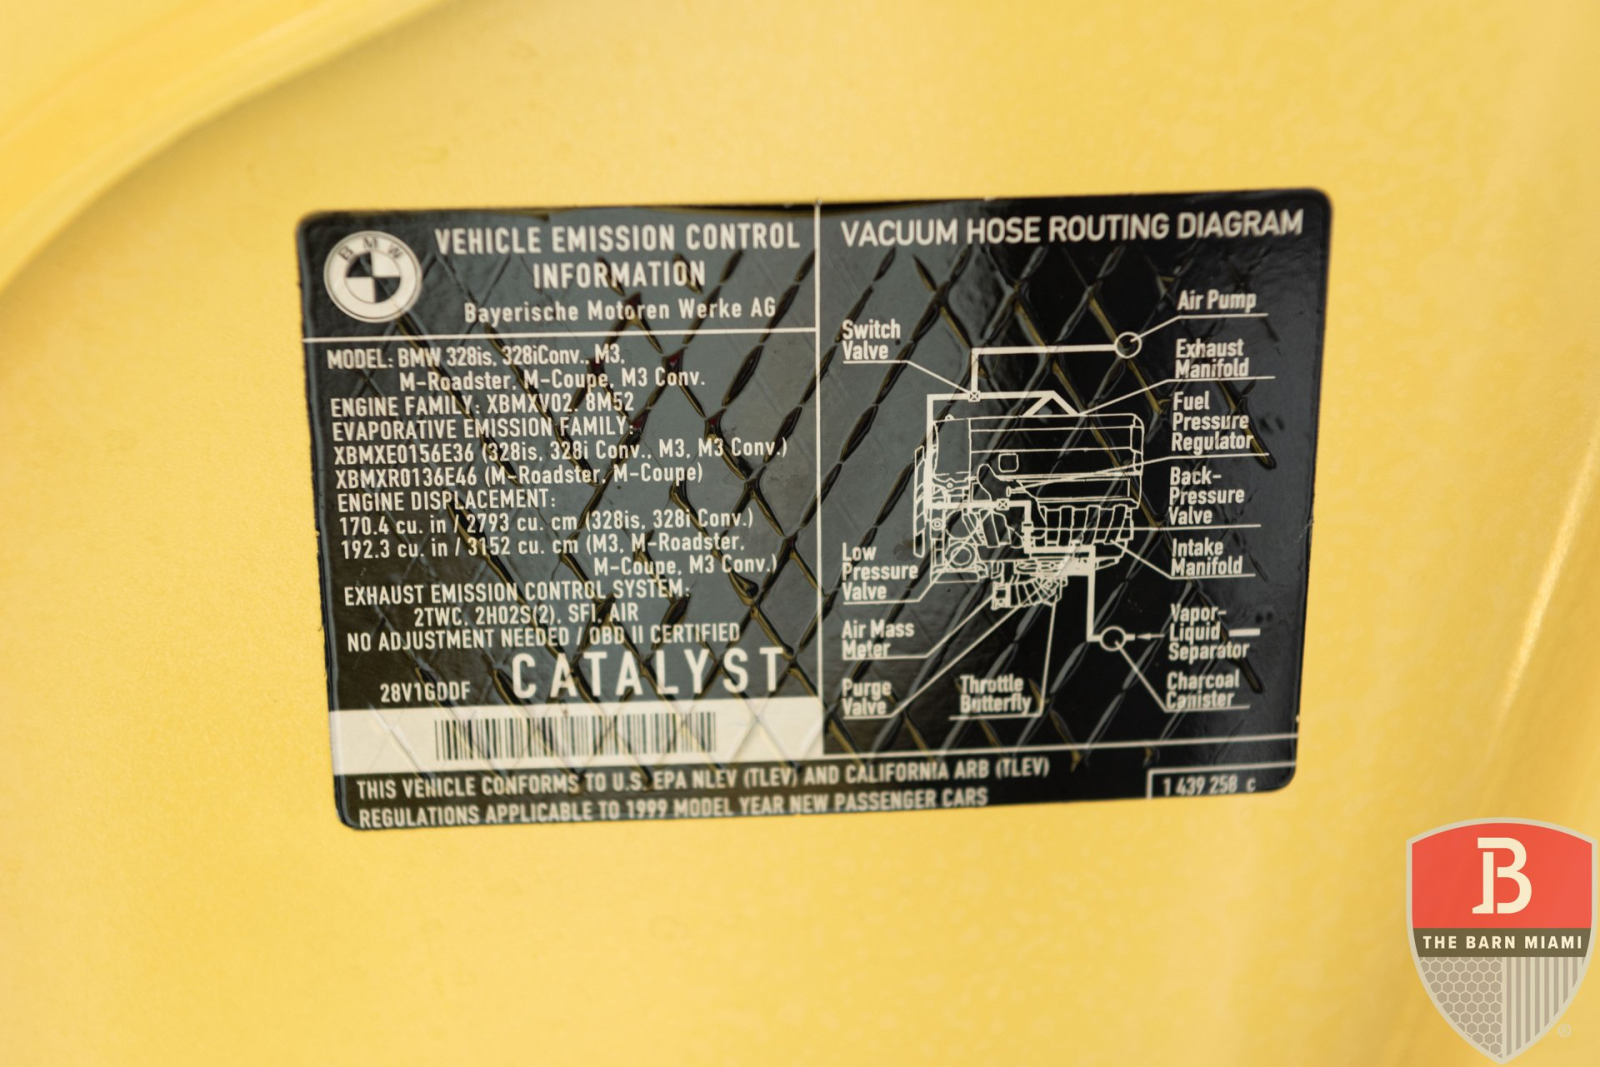 BMW
VEHICLE EMISSION CONTROL
INFORMATION
Bayerische Motoren Werke AG
MODEL: BMW 328is, 328iConv., M3,
M-Roadster, M-Coupe, M3 Conv.
ENGINE FAMILY: XBMXV02. 8M52
EVAPORATIVE EMISSION FAMILY:
XBMXE0156E36 (328is, 328i Conv., M3, M3 Conv.)
XBMXR0136E46 (M-Roadster, M-Coupe)
ENGINE DISPLACEMENT:
170.4 cu. in / 2793 cu. cm (328is, 328i Conv.)
192.3 cu. in / 3152 cu. cm (M3, M-Roadster,
M-Coupe, M3 Conv.)
EXHAUST EMISSION CONTROL SYSTEM:
2TWC, 2HO2S(2), SFI, AIR
NO ADJUSTMENT NEEDED / OBD II CERTIFIED
28V1GDDF CATALYST
VACUUM HOSE ROUTING DIAGRAM
Air Pump
Switch
Valve
Exhaust
Manifold
Fuel
Pressure
Regulator
Back-
Pressure
Valve
Low
Pressure
Valve
Intake
Manifold
Air Mass
Meter
Vapor-
Liquid
Separator
Purge
Valve
Throttle
Butterfly
Charcoal
Canister
THIS VEHICLE CONFORMS TO U.S. EPA NLEV (TLEV) AND CALIFORNIA ARB (TLEV)
REGULATIONS APPLICABLE TO 1999 MODEL YEAR NEW PASSENGER CARS
1 439 258 c
B
THE BARN MIAMI
®